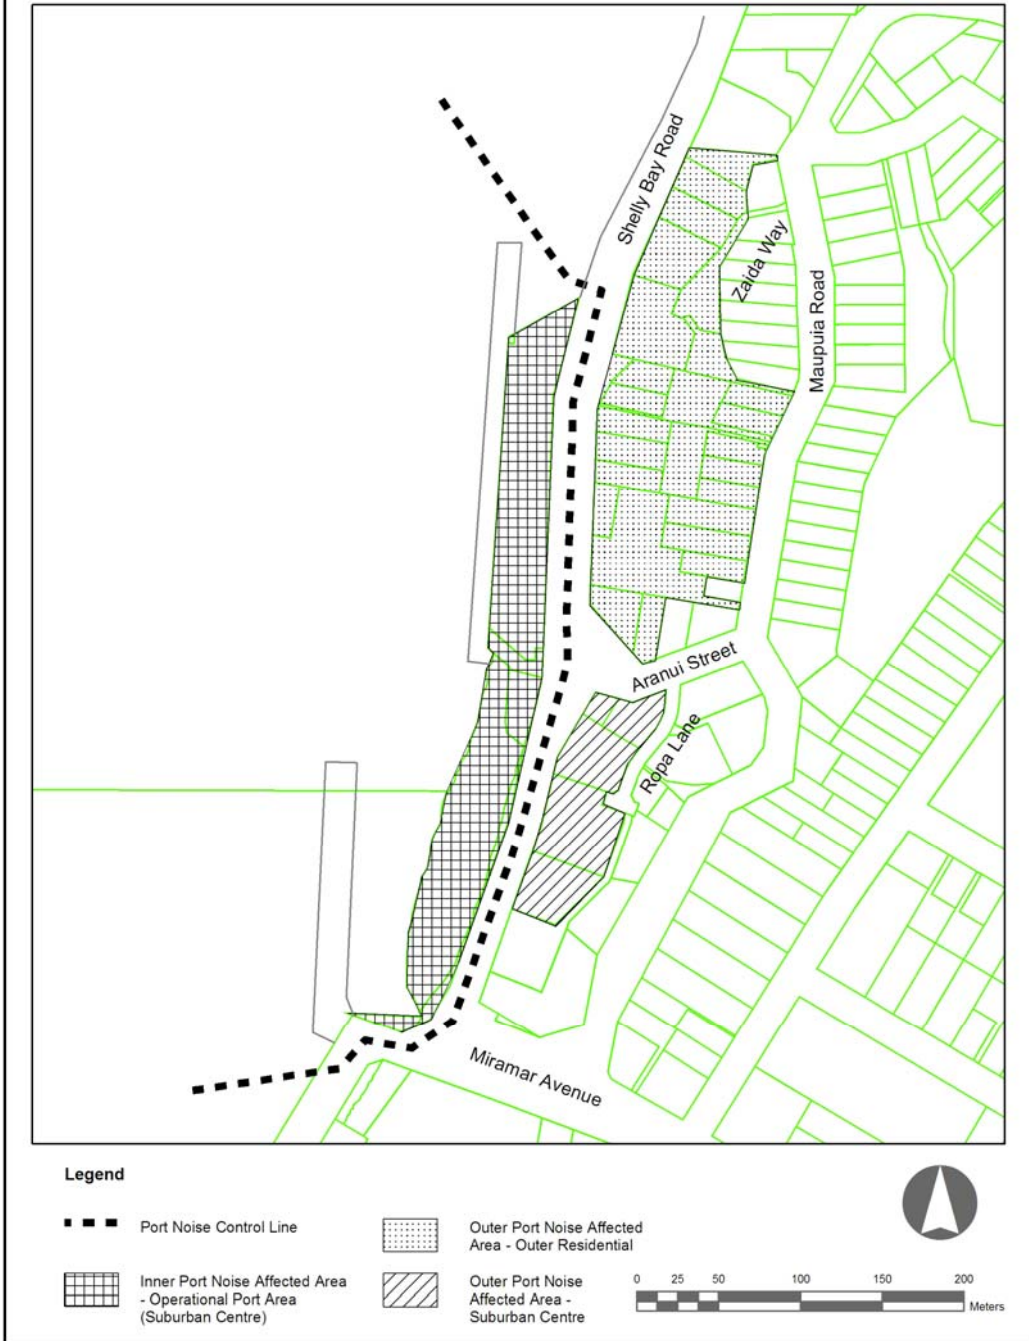 Shelly Bay Road
Zaida Way
Maupuia Road
Aranui Street
Ropa Lane
Miramar Avenue
Legend
Port Noise Control Line
Inner Port Noise Affected Area
- Operational Port Area
(Suburban Centre)
Outer Port Noise Affected
Area - Outer Residential
Outer Port Noise
Affected Area -
Suburban Centre
0 25 50 100 150 200
Meters